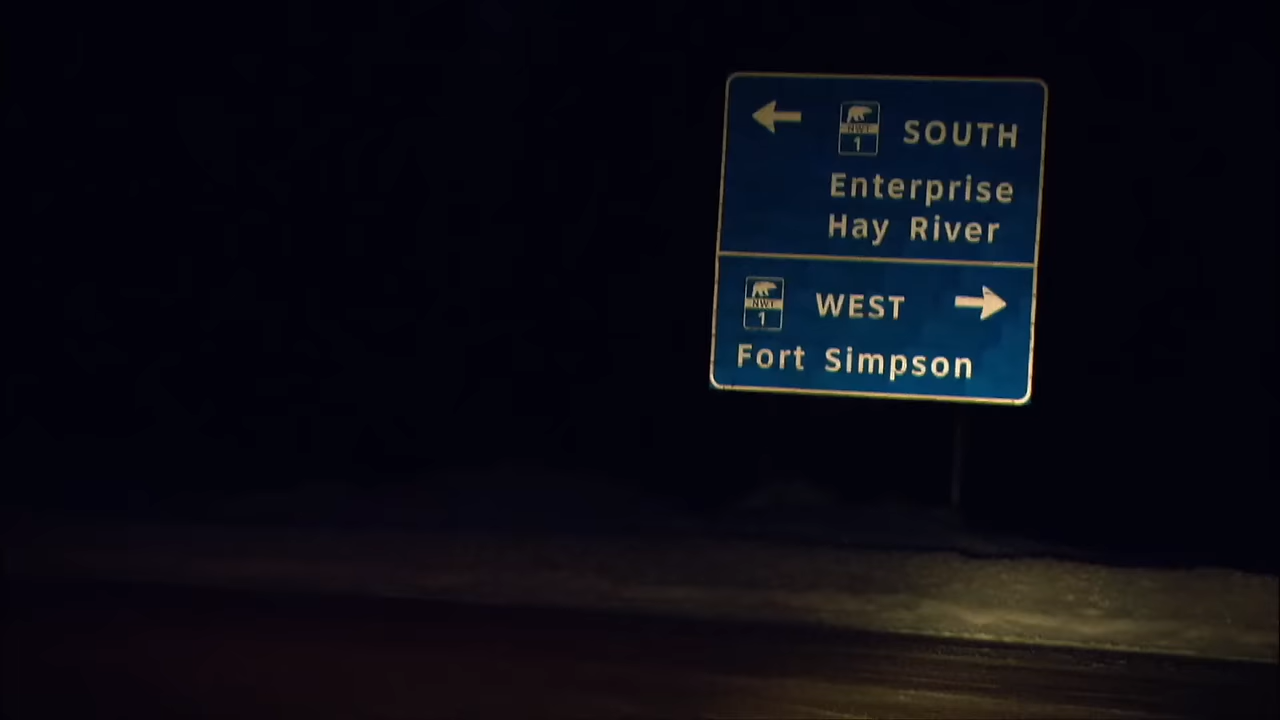 NWT
1
SOUTH
Enterprise
Hay River
NWT
1
WEST
Fort Simpson